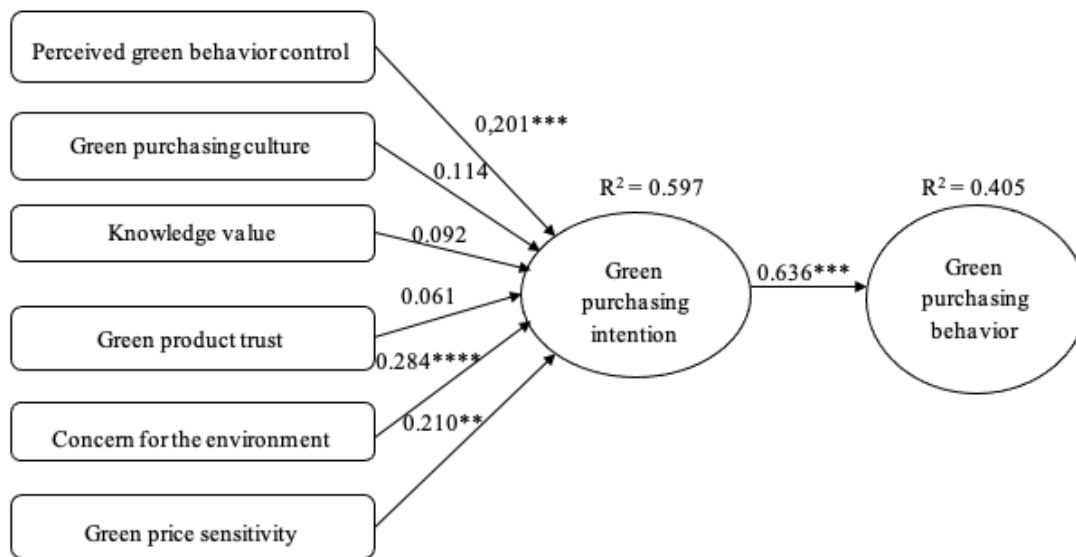 Perceived green behavior control
0,201***
Green purchasing culture
0.114
R² = 0.597
R² = 0.405
Knowledge value
0.092
Green
purchasing
intention
0.636***
Green
purchasing
behavior
0.061
Green product trust
0.284****
0.210**
Concern for the environment
Green price sensitivity